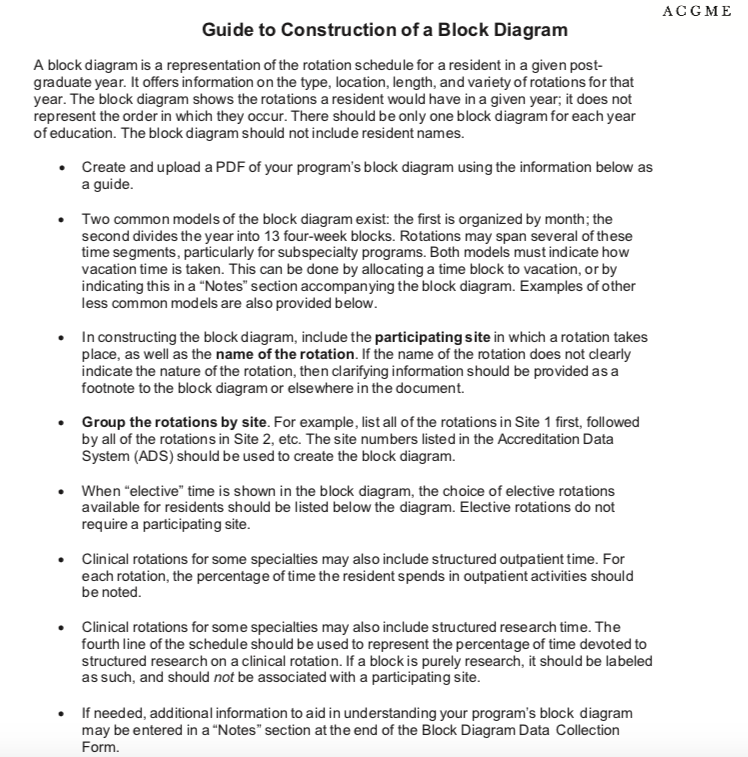 ACGME
Guide to Construction of a Block Diagram
A block diagram is a representation of the rotation schedule for a resident in a given post-
graduate year. It offers information on the type, location, length, and variety of rotations for that
year. The block diagram shows the rotations a resident would have in a given year; it does not
represent the order in which they occur. There should be only one block diagram for each year
of education. The block diagram should not include resident names.
• Create and upload a PDF of your program's block diagram using the information below as
a guide.
• Two common models of the block diagram exist: the first is organized by month; the
second divides the year into 13 four-week blocks. Rotations may span several of these
time segments, particularly for subspecialty programs. Both models must indicate how
vacation time is taken. This can be done by allocating a time block to vacation, or by
indicating this in a “Notes” section accompanying the block diagram. Examples of other
less common models are also provided below.
• In constructing the block diagram, include the participating site in which a rotation takes
place, as well as the name of the rotation. If the name of the rotation does not clearly
indicate the nature of the rotation, then clarifying information should be provided as a
footnote to the block diagram or elsewhere in the document.
• Group the rotations by site. For example, list all of the rotations in Site 1 first, followed
by all of the rotations in Site 2, etc. The site numbers listed in the Accreditation Data
System (ADS) should be used to create the block diagram.
• When “elective” time is shown in the block diagram, the choice of elective rotations
available for residents should be listed below the diagram. Elective rotations do not
require a participating site.
• Clinical rotations for some specialties may also include structured outpatient time. For
each rotation, the percentage of time the resident spends in outpatient activities should
be noted.
• Clinical rotations for some specialties may also include structured research time. The
fourth line of the schedule should be used to represent the percentage of time devoted to
structured research on a clinical rotation. If a block is purely research, it should be labeled
as such, and should not be associated with a participating site.
• If needed, additional information to aid in understanding your program's block diagram
may be entered in a “Notes” section at the end of the Block Diagram Data Collection
Form.